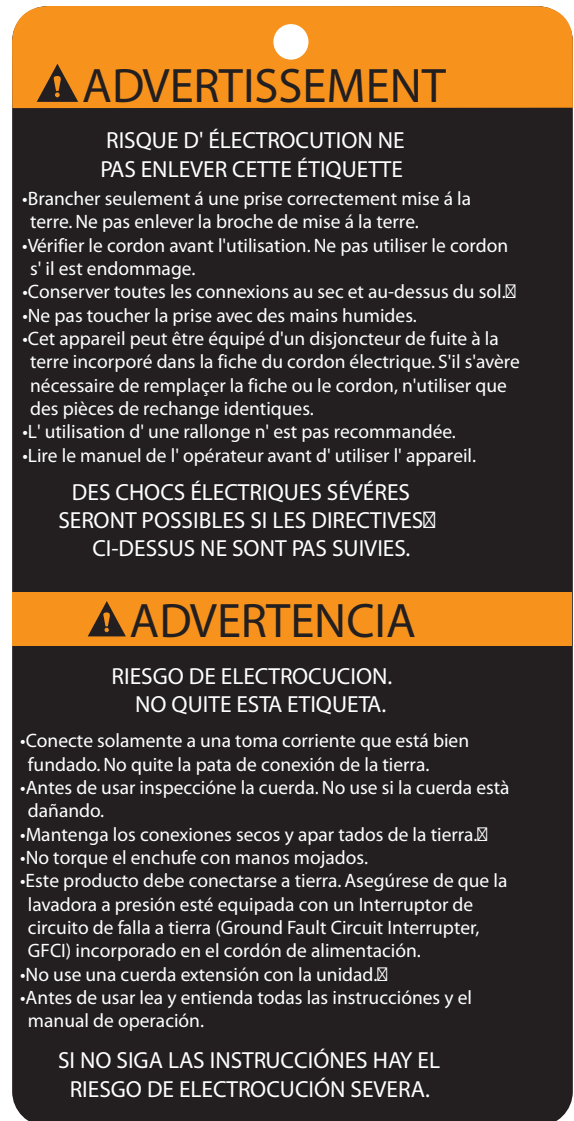 ADVERTISSEMENT
RISQUE D' ÉLECTROCUTION NE
PAS ENLEVER CETTE ÉTIQUETTE
•Brancher seulement á une prise correctement mise á la
terre. Ne pas enlever la broche de mise á la terre.
•Vérifier le cordon avant l'utilisation. Ne pas utiliser le cordon
s' il est endommage.
•Conserver toutes les connexions au sec et au-dessus du sol.
•Ne pas toucher la prise avec des mains humides.
•Cet appareil peut être équipé d'un disjoncteur de fuite à la
terre incorporé dans la fiche du cordon électrique. S'il s'avère
nécessaire de remplaçer la fiche ou le cordon, n'utiliser que
des pièces de rechange identiques.
•L' utilisation d' une rallonge n' est pas recommandée.
•Lire le manuel de l' opérateur avant d' utiliser l' appareil.
DES CHOCS ÉLECTRIQUES SÉVÉRES
SERONT POSSIBLES SI LES DIRECTIVES
CI-DESSUS NE SONT PAS SUIVIES.
ADVERTENCIA
RIESGO DE ELECTROCUCION.
NO QUITE ESTA ETIQUETA.
•Conecte solamente a una toma corriente que está bien
fundado. No quite la pata de conexión de la tierra.
•Antes de usar inspeccióne la cuerda. No use si la cuerda està
dañando.
•Mantenga los conexiones secos y apar tados de la tierra.
•No torque el enchufe con manos mojados.
•Este producto debe conectarse a tierra. Asegúrese de que la
lavadora a presión esté equipada con un Interruptor de
circuito de falla a tierra (Ground Fault Circuit Interrupter,
GFCI) incorporado en el cordón de alimentación.
•No use una cuerda extensión con la unidad.
•Antes de usar lea y entienda todas las instrucciónes y el
manual de operación.
SI NO SIGA LAS INSTRUCCIÓNES HAY EL
RIESGO DE ELECTROCUCIÓN SEVERA.